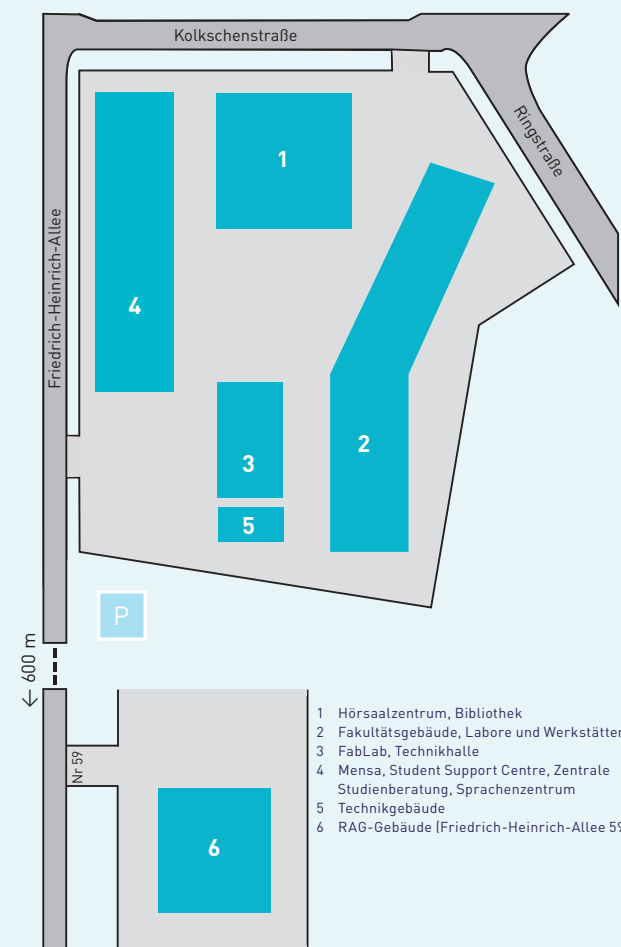 Kolkschenstraße
Ringstraße
Friedrich-Heinrich-Allee
1
4
2
3
5
P
← 600 m
Nr 59
6
1 Hörsaalzentrum, Bibliothek
2 Fakultätsgebäude, Labore und Werkstätten
3 FabLab, Technikhalle
4 Mensa, Student Support Centre, Zentrale
Studienberatung, Sprachenzentrum
5 Technikgebäude
6 RAG-Gebäude (Friedrich-Heinrich-Allee 59